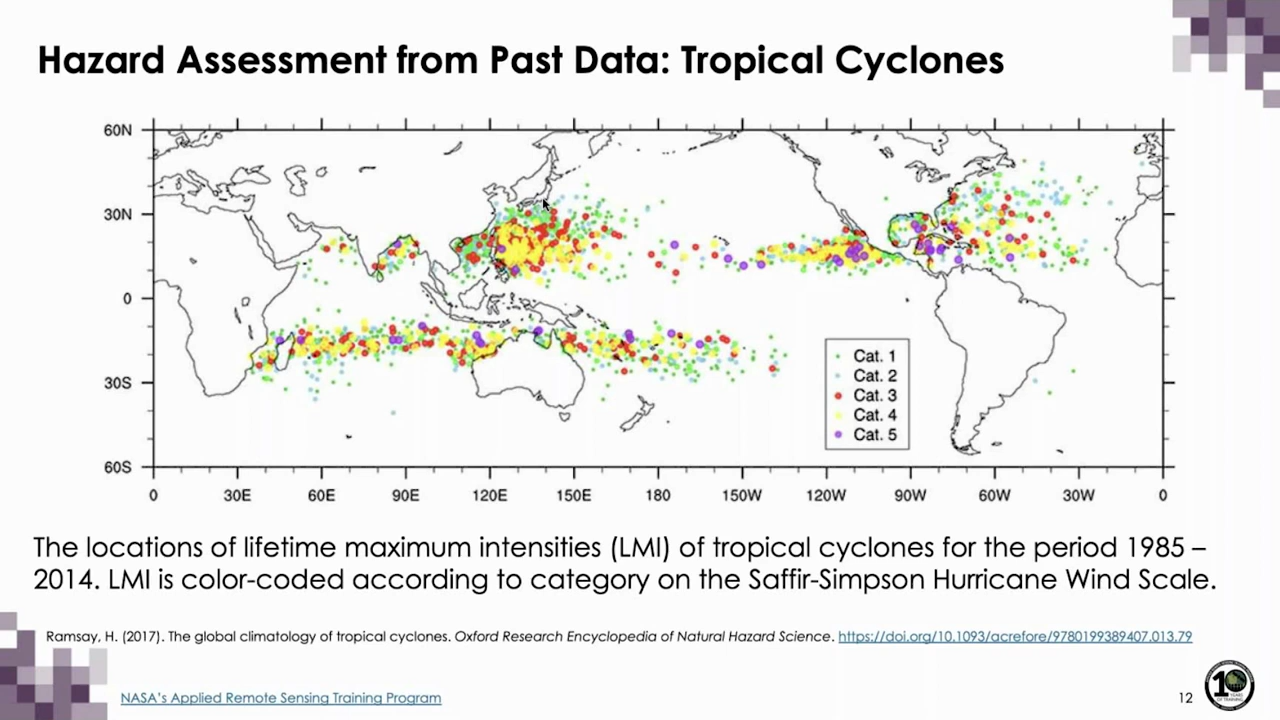 Hazard Assessment from Past Data: Tropical Cyclones
60N
30N
0
30S
60S
0 30E 60E 90E 120E 150E 180 150W 120W 90W 60W 30W 0
Cat. 1
Cat. 2
Cat. 3
Cat. 4
Cat. 5
The locations of lifetime maximum intensities (LMI) of tropical cyclones for the period 1985 –
2014. LMI is color-coded according to category on the Saffir-Simpson Hurricane Wind Scale.
Ramsay, H. (2017). The global climatology of tropical cyclones. Oxford Research Encyclopedia of Natural Hazard Science. https://doi.org/10.1093/acrefore/9780199389407.013.79
NASA's Applied Remote Sensing Training Program
12
10
YEARS
OF TRAINING